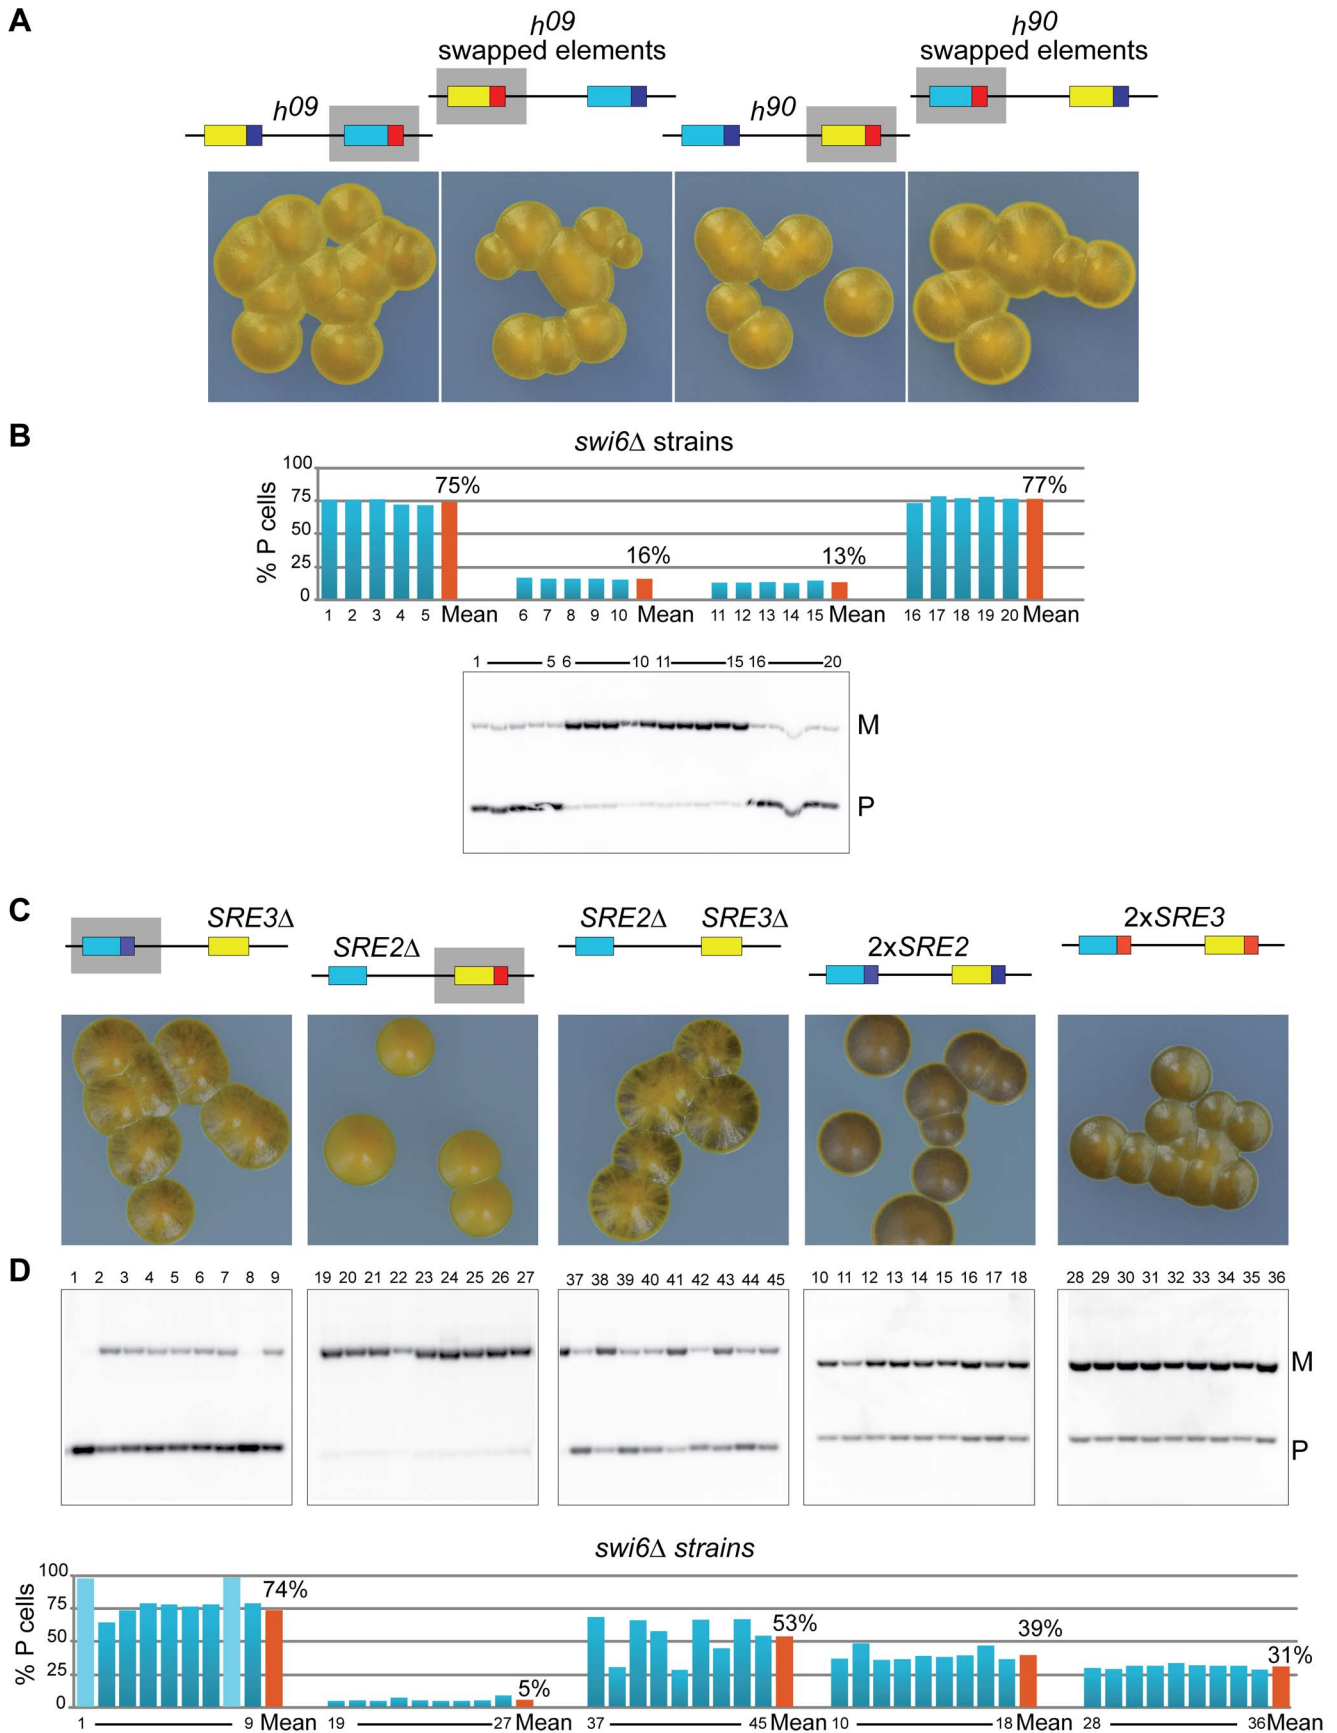 A
h09
swapped elements
h90
swapped elements
h09
h90
B
swi6Δ strains
% P cells
100
75
50
25
0
75%
16%
13%
77%
1 2 3 4 5 Mean 6 7 8 9 10 Mean 11 12 13 14 15 Mean 16 17 18 19 20 Mean
1 5 6 10 11 15 16 20
M
P
C
SRE3Δ
SRE2Δ
SRE2Δ SRE3Δ
2xSRE2
2xSRE3
D
1 2 3 4 5 6 7 8 9
19 20 21 22 23 24 25 26 27
37 38 39 40 41 42 43 44 45
10 11 12 13 14 15 16 17 18
28 29 30 31 32 33 34 35 36
M
P
swi6Δ strains
% P cells
100
75
50
25
0
74%
5%
53%
39%
31%
1 9 Mean 19 27 Mean 37 45 Mean 10 18 Mean 28 36 Mean